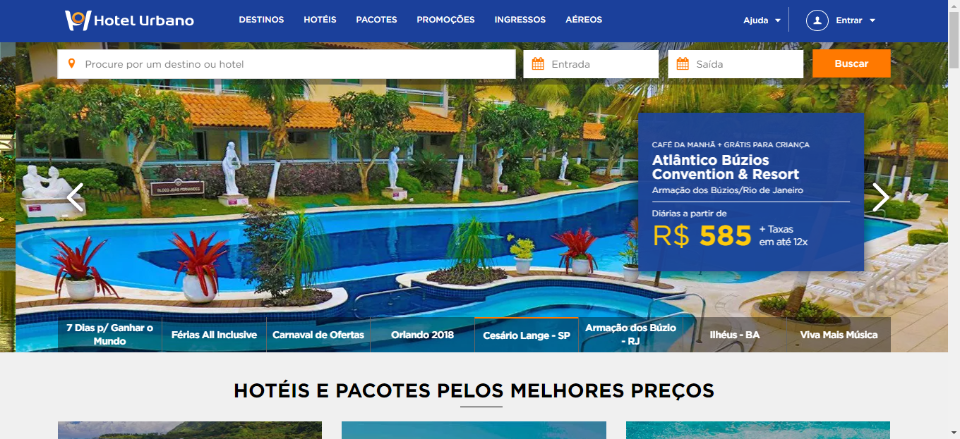 Hotel Urbano
DESTINOS HOTÉIS PACOTES PROMOÇÕES INGRESSOS AÉREOS
Ajuda
Entrar
Procure por um destino ou hotel
Entrada
Saída
Buscar
CAFÉ DA MANHÃ + GRÁTIS PARA CRIANÇA
Atlântico Búzios
Convention & Resort
Armação dos Búzios/Rio de Janeiro
Diárias a partir de
R$ 585
+ Taxas
em até 12x
7 Dias p/ Ganhar o
Mundo
Férias All Inclusive
Carnaval de Ofertas
Orlando 2018
Cesário Lange - SP
Armação dos Búzio
- RJ
Ilhéus - BA
Viva Mais Música
HOTÉIS E PACOTES PELOS MELHORES PREÇOS